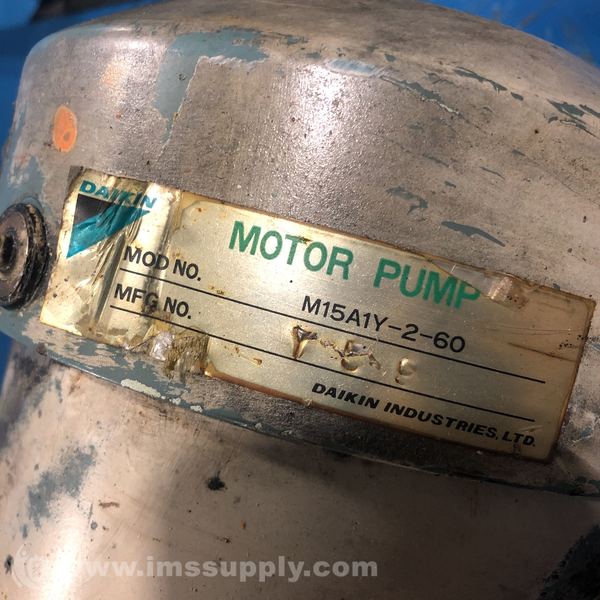 DAIKIN
MOTOR PUMP
MOD NO. M15A1Y-2-60
MFG NO.
DAIKIN INDUSTRIES, LTD.
www.imssupply.com